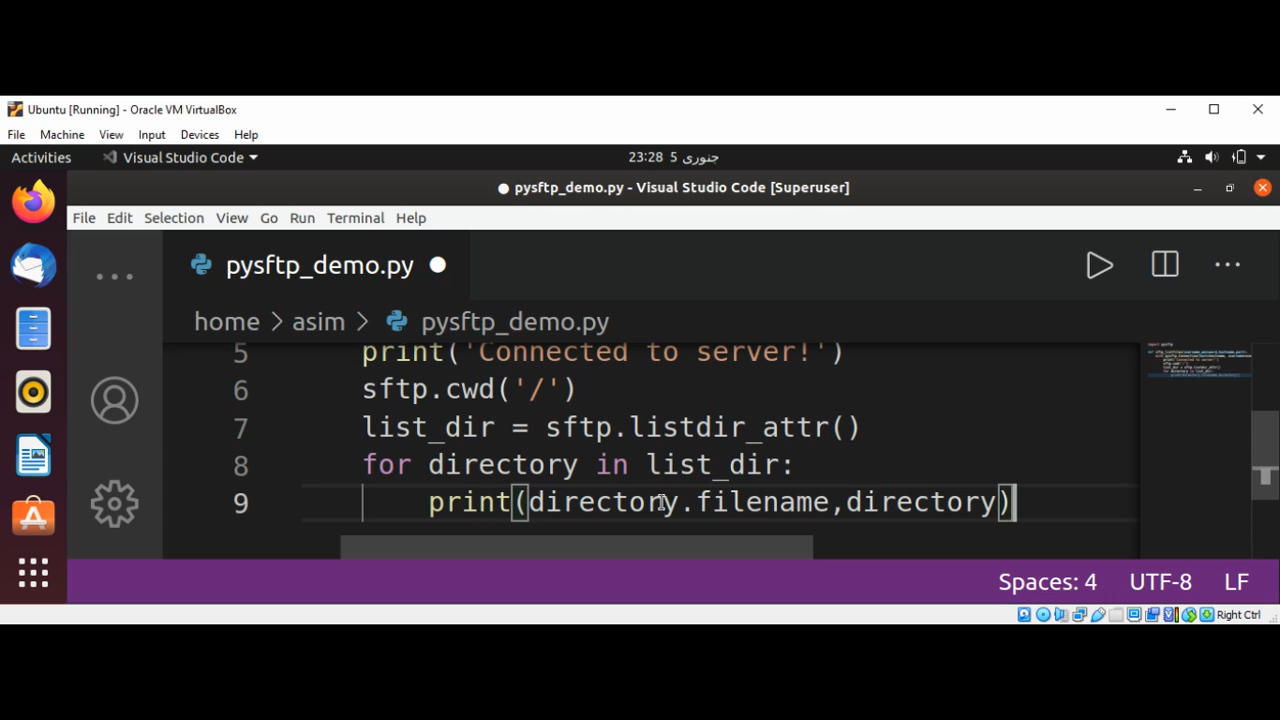 Ubuntu [Running] - Oracle VM VirtualBox
File Machine View Input Devices Help
Activities Visual Studio Code 23:28 5 جنوری
pysftp_demo.py - Visual Studio Code [Superuser]
File Edit Selection View Go Run Terminal Help
pysftp_demo.py
home > asim > pysftp_demo.py
5 print('Connected to server!')
6 sftp.cwd('/')
7 list_dir = sftp.listdir_attr()
8 for directory in list_dir:
9 print(directory.filename,directory)
Spaces: 4 UTF-8 LF
Right Ctrl